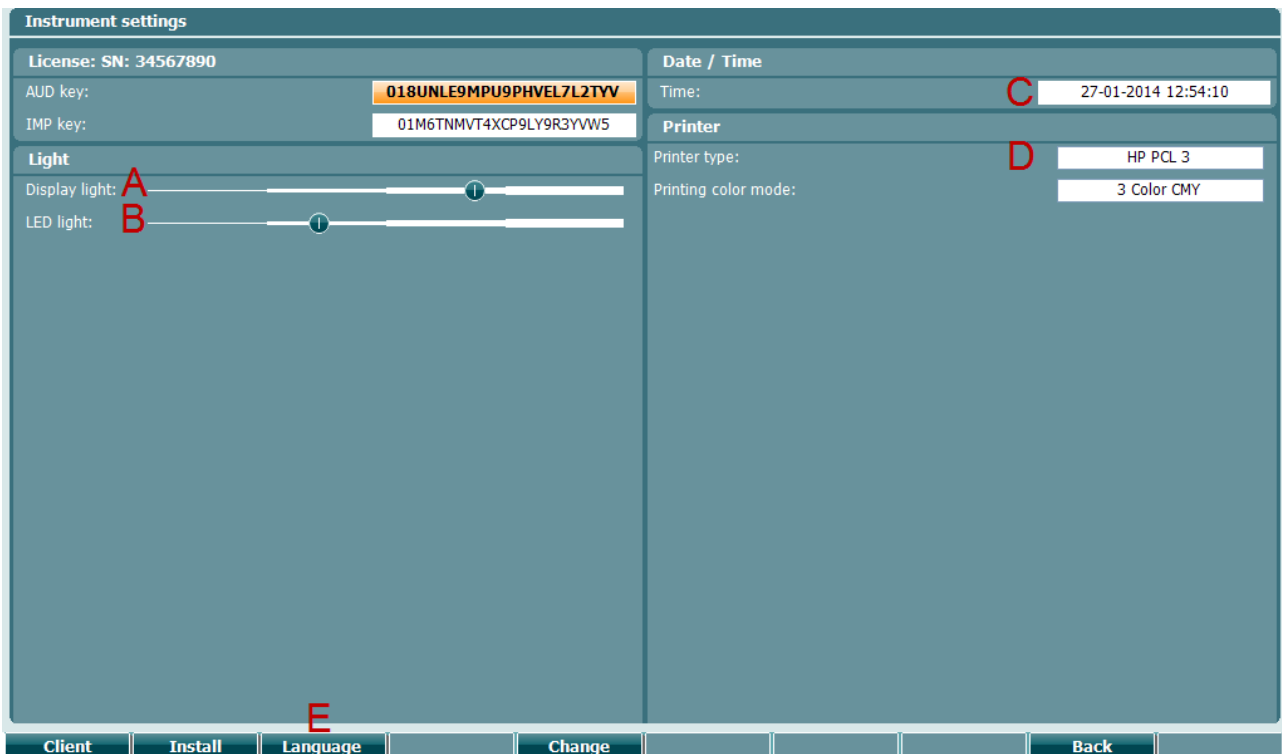 Instrument settings
License: SN: 34567890
AUD key: 018UNLE9MPU9PHVEL7L2TYV
IMP key: 01M6TNMVT4XCP9LY9R3YVW5
Light
Display light: A
LED light: B
Date / Time
Time: C 27-01-2014 12:54:10
Printer
Printer type: D HP PCL 3
Printing color mode: 3 Color CMY
E
Client Install Language Change Back